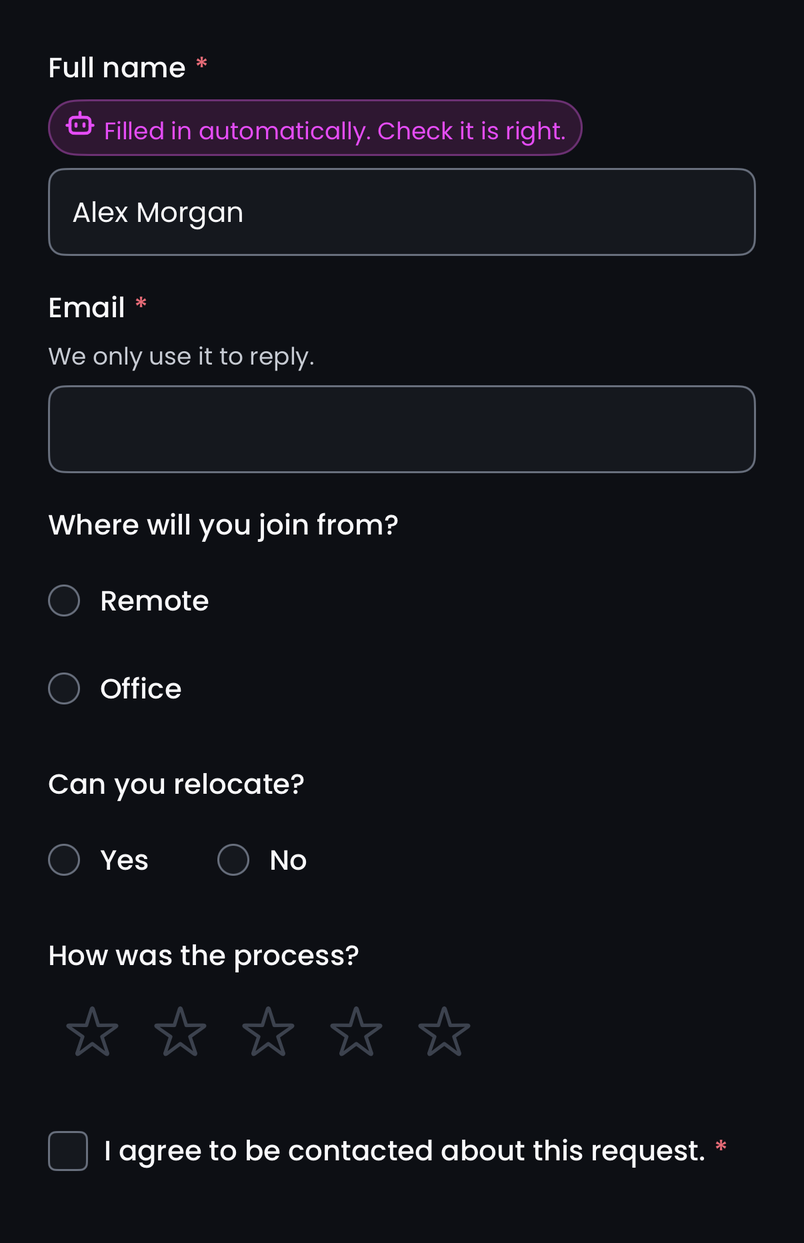 Full name *
Filled in automatically. Check it is right.
Alex Morgan
Email *
We only use it to reply.
Where will you join from?
Remote
Office
Can you relocate?
Yes No
How was the process?
I agree to be contacted about this request. *